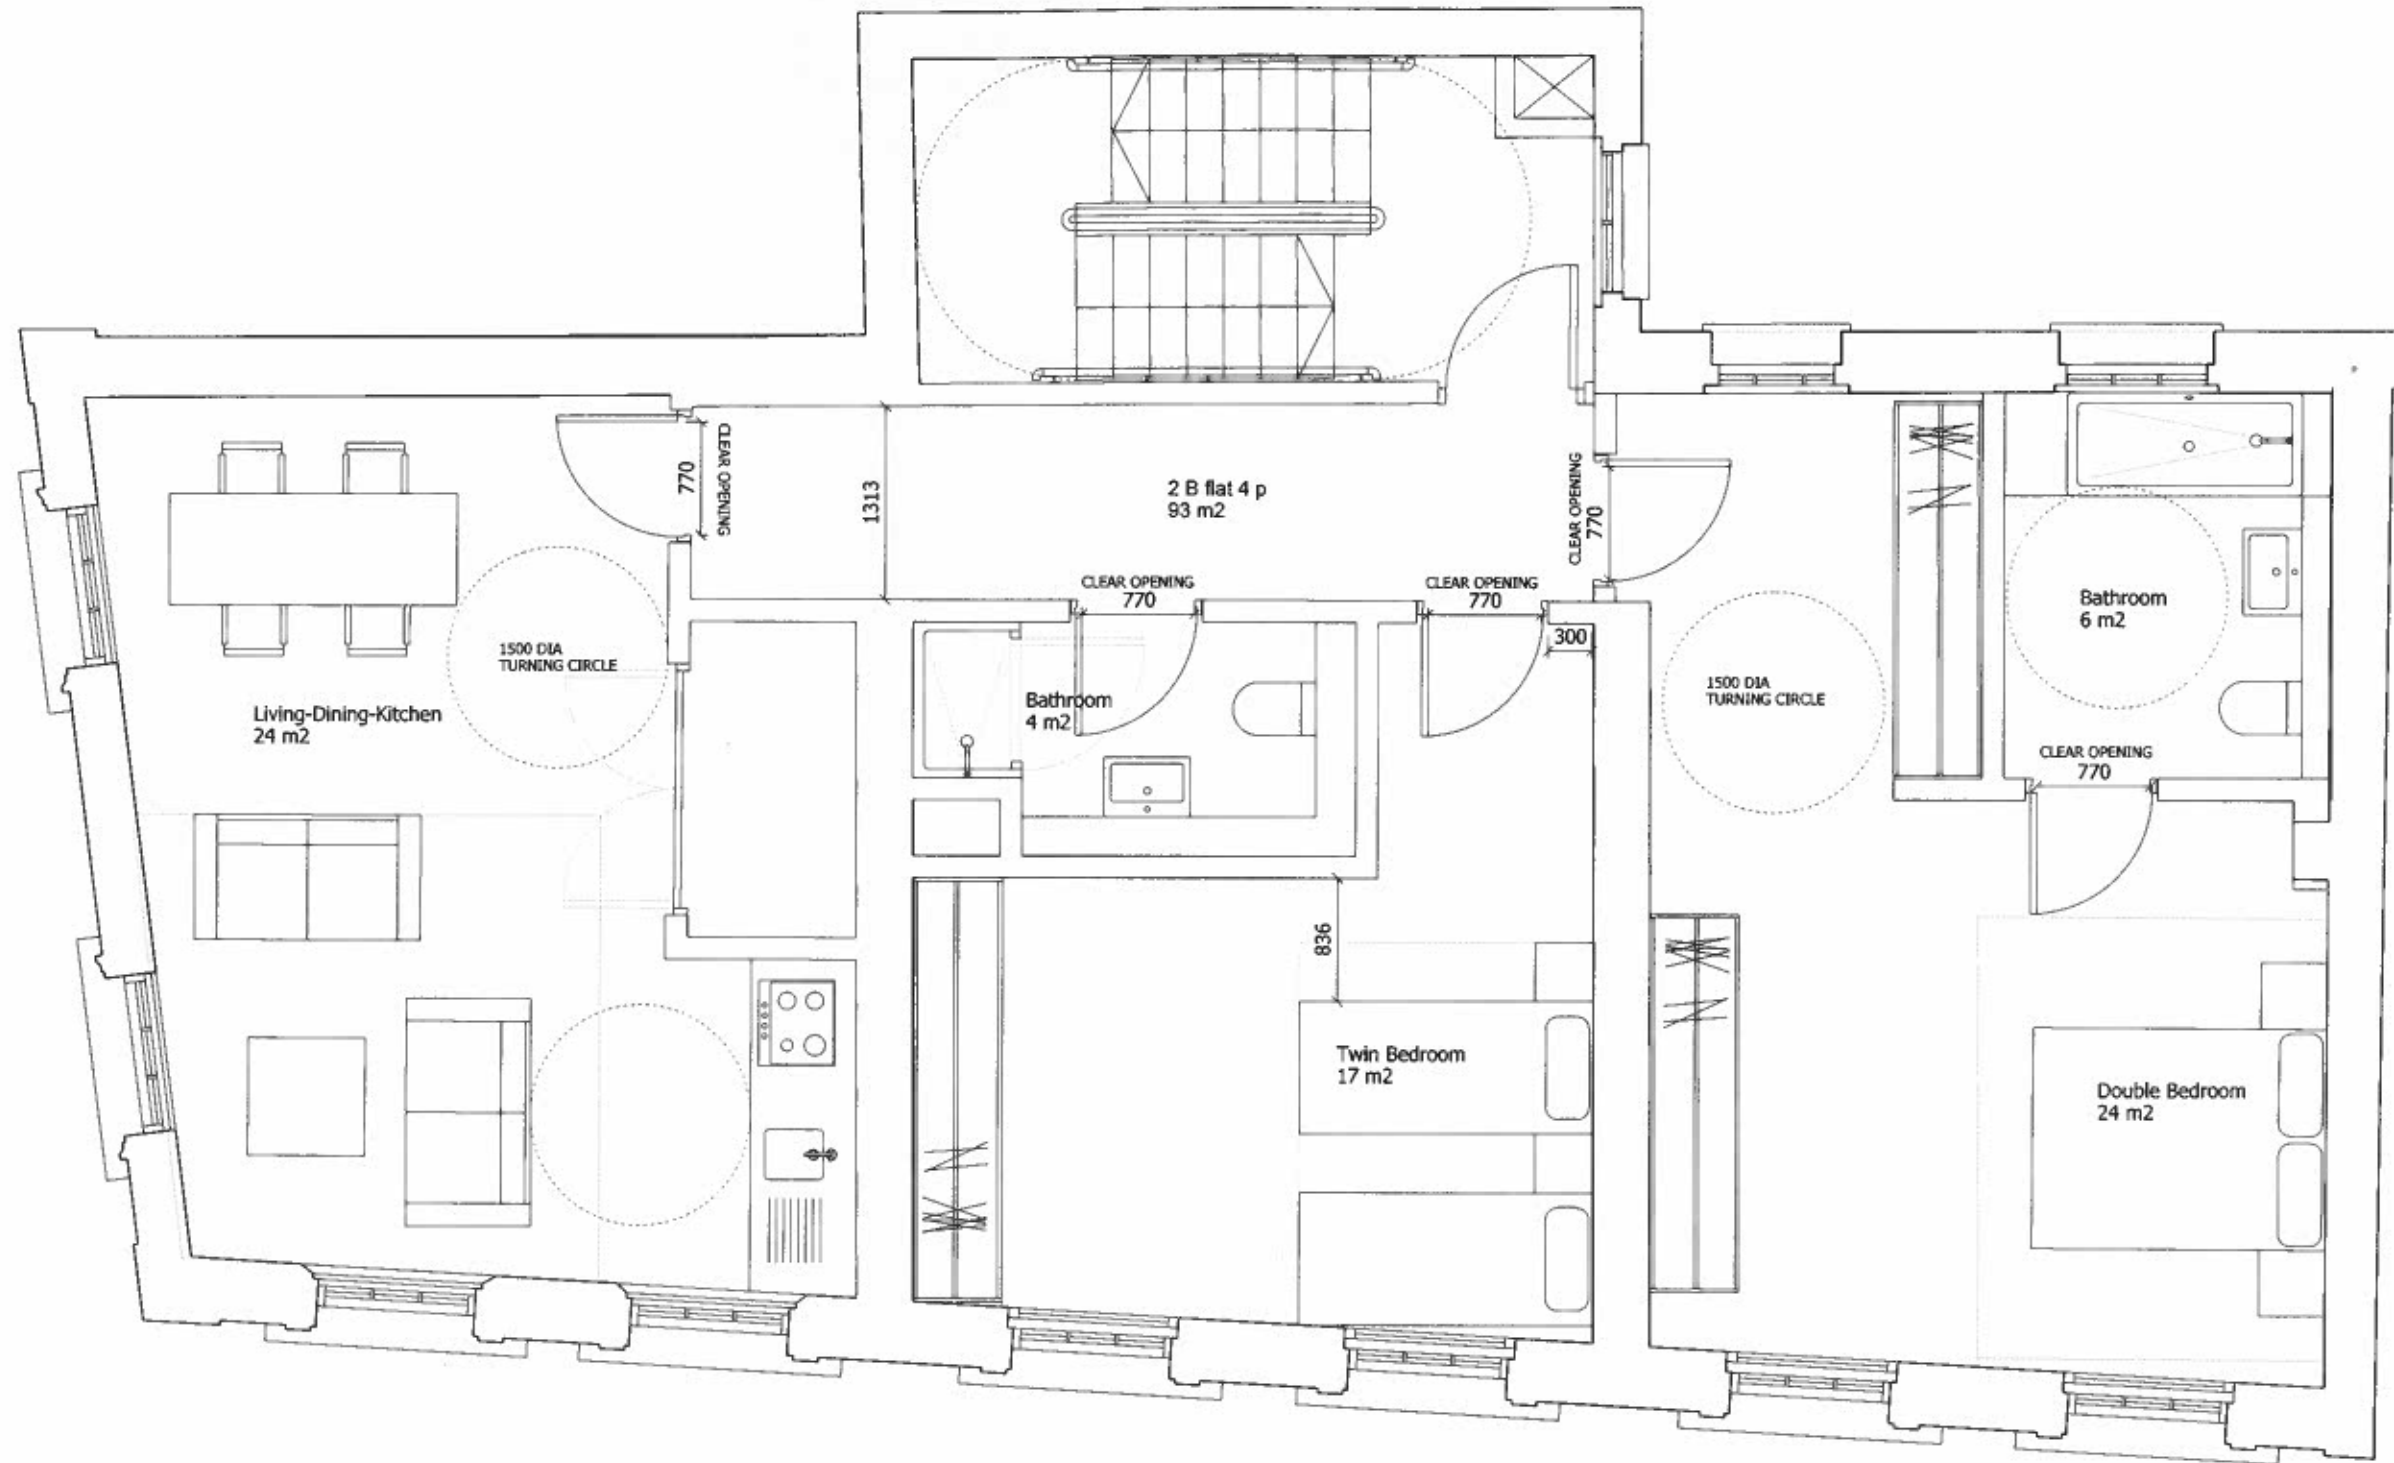 CLEAR OPENING
770
1313
2 B flat 4 p
93 m2
CLEAR OPENING
770
CLEAR OPENING
770
CLEAR OPENING
770
300
1500 DIA
TURNING CIRCLE
Living-Dining-Kitchen
24 m2
Bathroom
4 m2
1500 DIA
TURNING CIRCLE
Bathroom
6 m2
CLEAR OPENING
770
836
Twin Bedroom
17 m2
Double Bedroom
24 m2